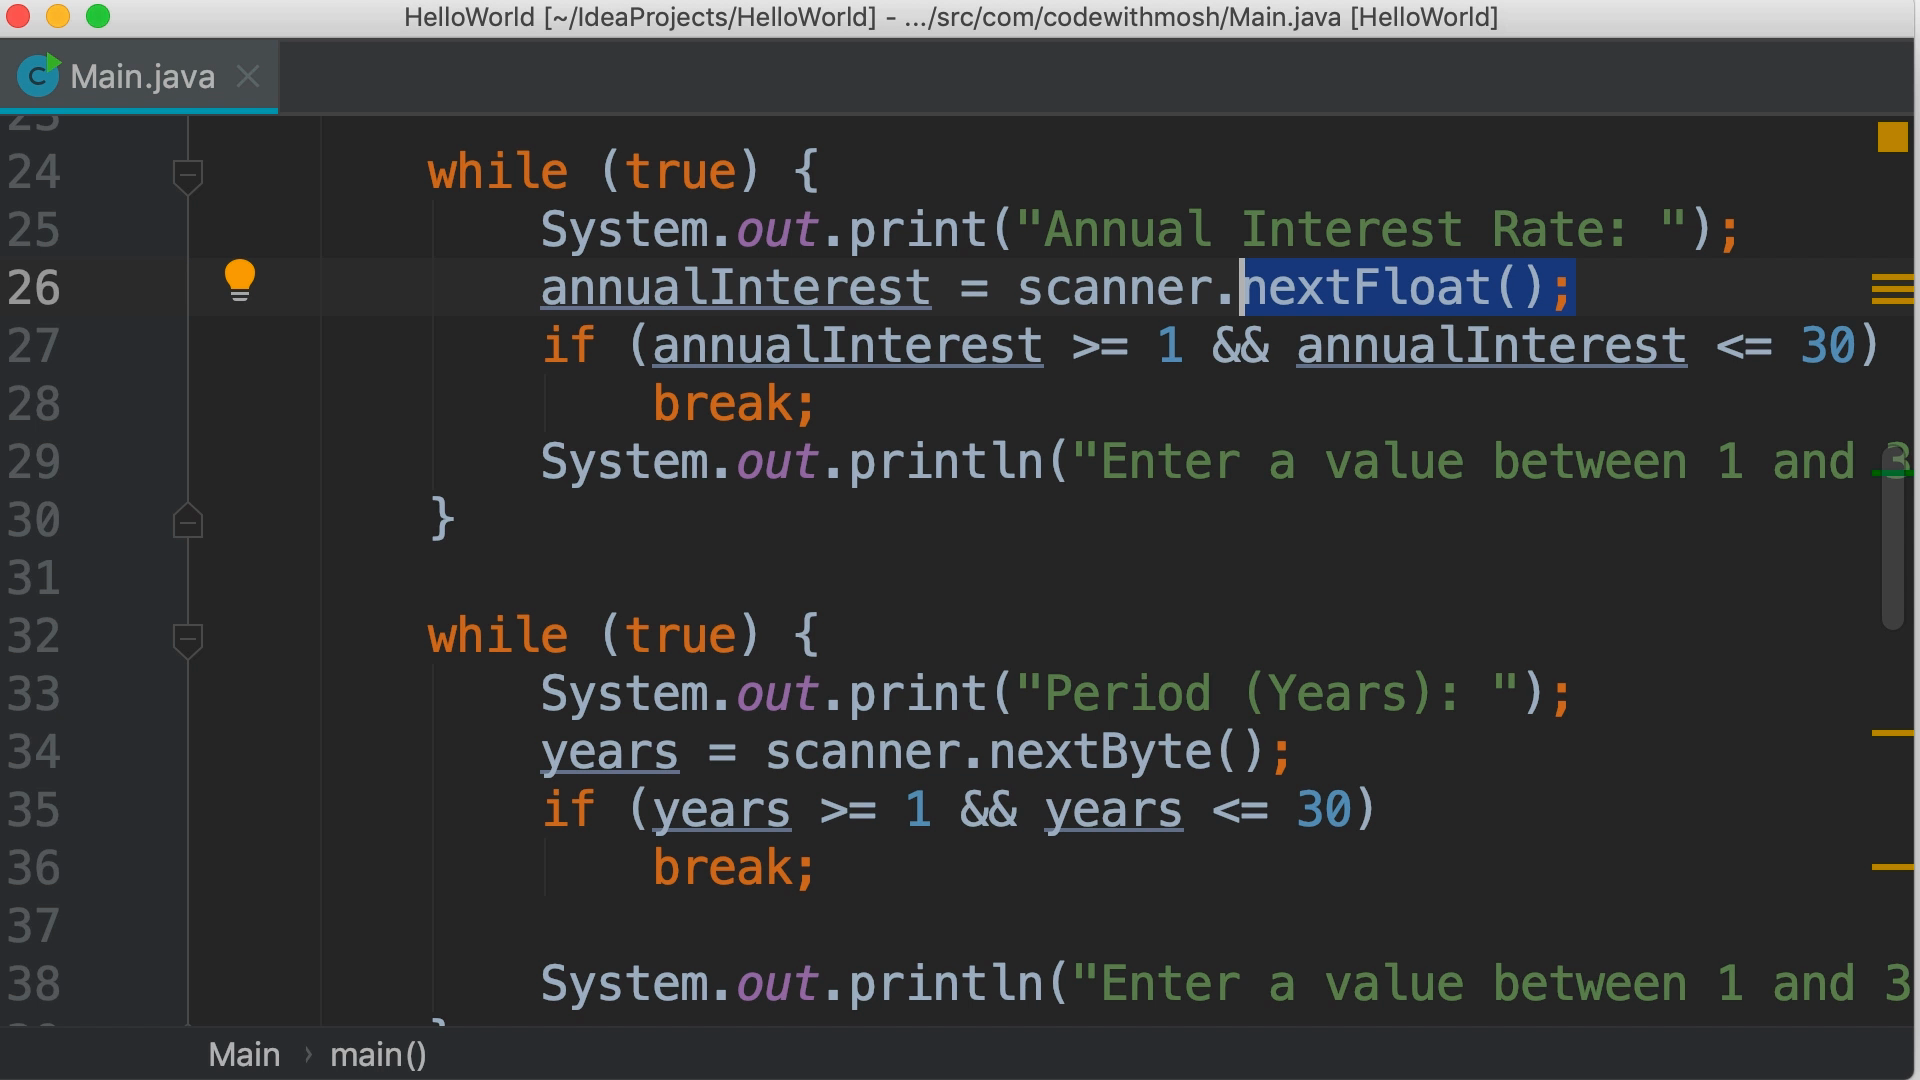 HelloWorld [~/IdeaProjects/HelloWorld] - .../src/com/codewithmosh/Main.java [HelloWorld]
Main.java
24 while (true) {
25 System.out.print("Annual Interest Rate: ");
26 annualInterest = scanner.nextFloat();
27 if (annualInterest >= 1 && annualInterest <= 30)
28 break;
29 System.out.println("Enter a value between 1 and 3
30 }
31
32 while (true) {
33 System.out.print("Period (Years): ");
34 years = scanner.nextByte();
35 if (years >= 1 && years <= 30)
36 break;
37
38 System.out.println("Enter a value between 1 and 3
Main › main()